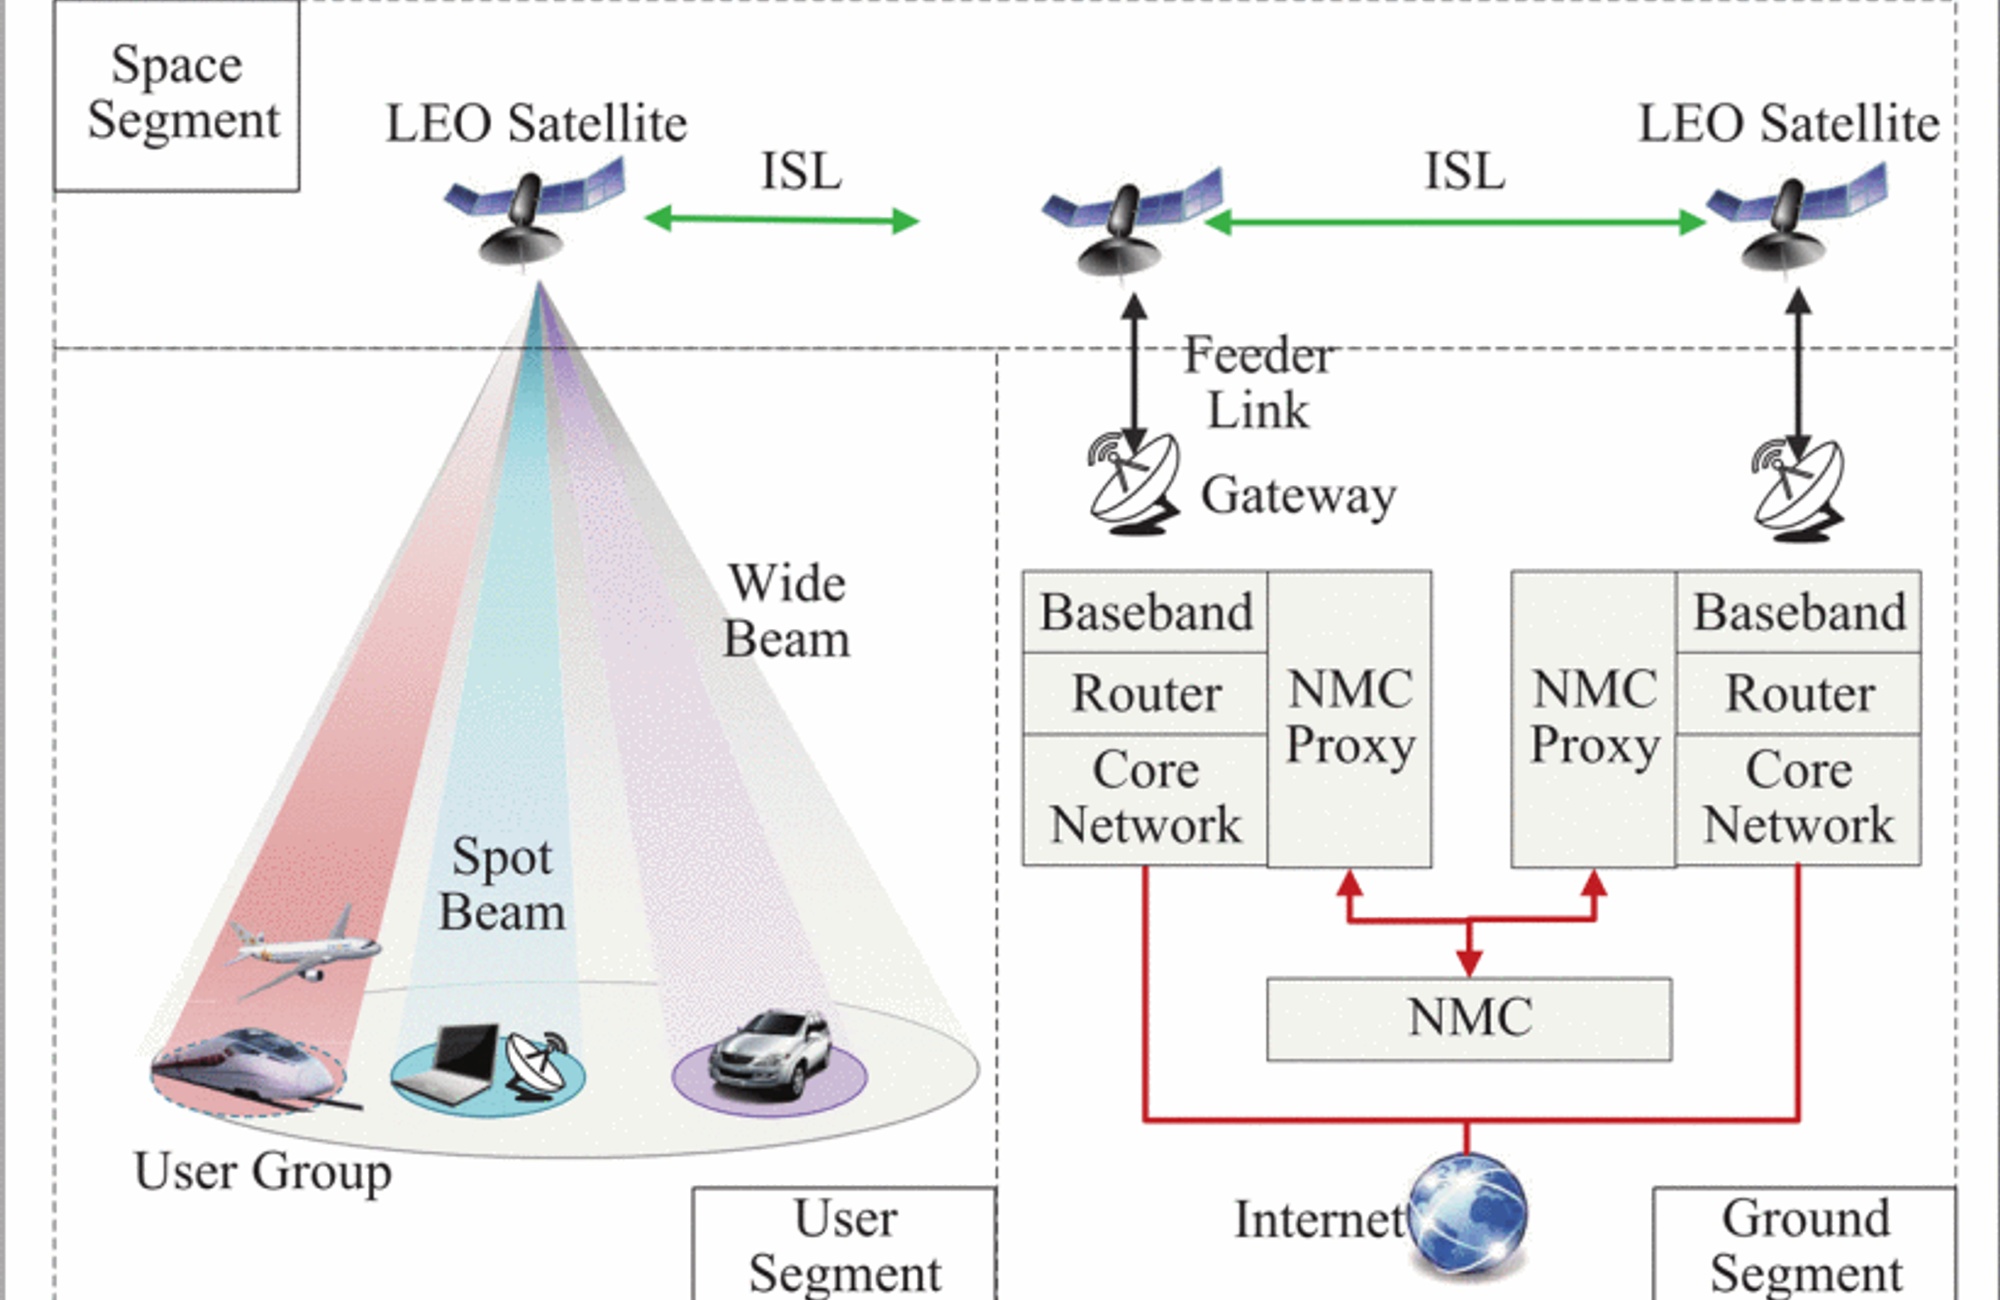 Space
Segment
LEO Satellite
ISL
ISL
LEO Satellite
Feeder
Link
Gateway
Wide
Beam
Spot
Beam
User Group
User
Segment
Baseband
Router
Core
Network
NMC
Proxy
NMC
Proxy
Baseband
Router
Core
Network
NMC
Internet
Ground
Segment